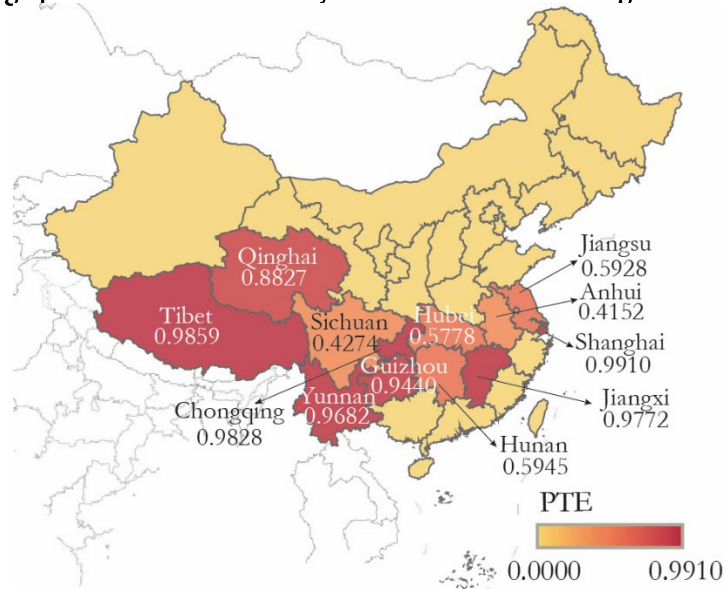 Qinghai
0.8827
Jiangsu
0.5928
Anhui
0.4152
Tibet
0.9859
Sichuan
0.4274
Hubei
0.5778
Shanghai
0.9910
Guizhou
0.9440
Chongqing
0.9828
Yunnan
0.9682
Jiangxi
0.9772
Hunan
0.5945
PTE
0.0000
0.9910